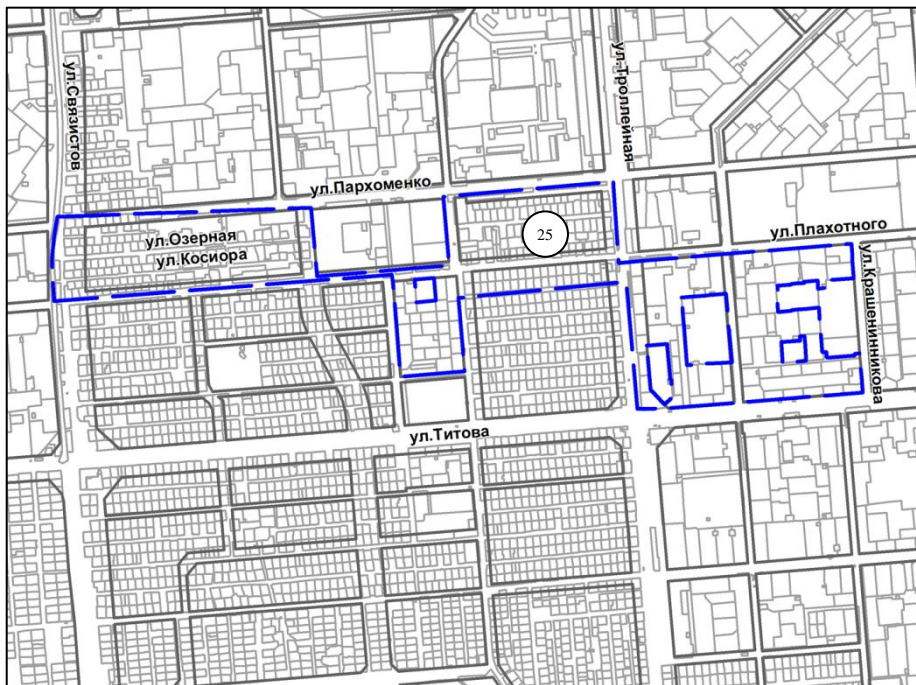 ул.Связистов
ул.Троллейная
ул.Пархоменко
ул.Озерная
ул.Косиора
25
ул.Плахотного
ул.Крашенинникова
ул.Титова